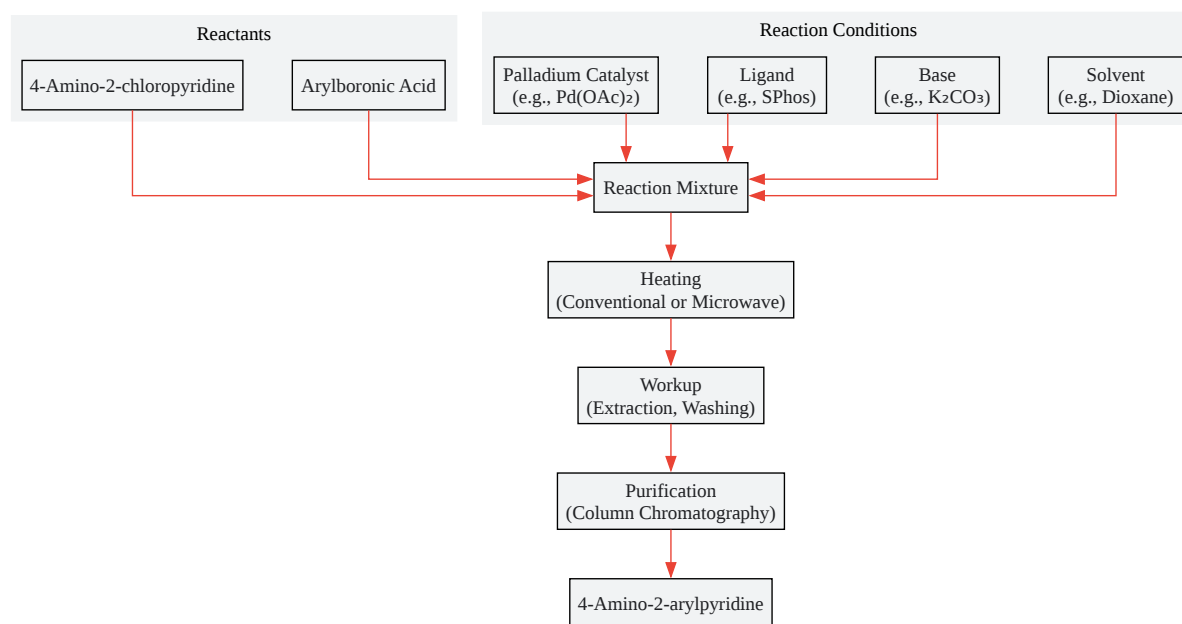 Reactants
Reaction Conditions
4-Amino-2-chloropyridine
Arylboronic Acid
Palladium Catalyst
(e.g., Pd(OAc)₂)
Ligand
(e.g., SPhos)
Base
(e.g., K₂CO₃)
Solvent
(e.g., Dioxane)
Reaction Mixture
Heating
(Conventional or Microwave)
Workup
(Extraction, Washing)
Purification
(Column Chromatography)
4-Amino-2-arylpyridine